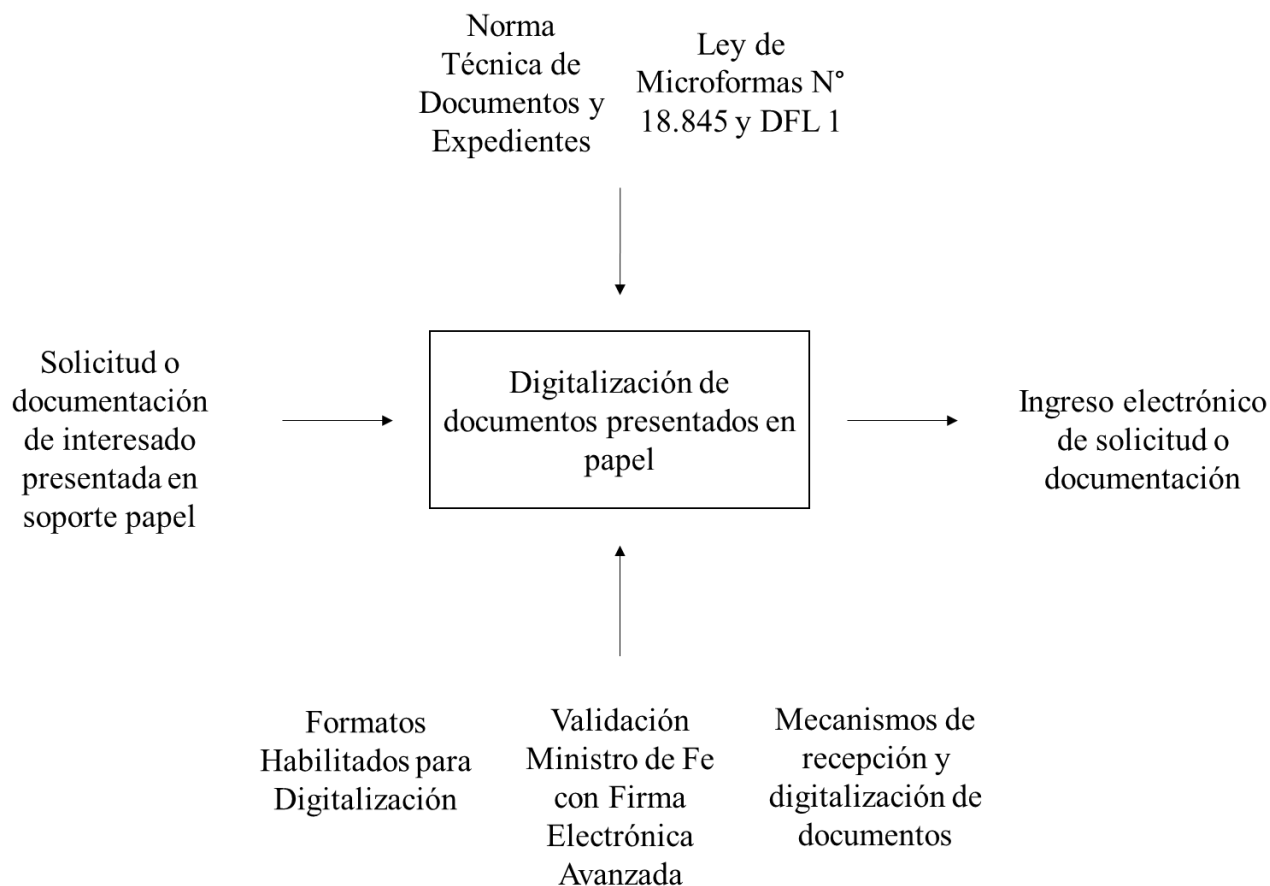 Norma
Técnica de
Documentos y
Expedientes
Ley de
Microformas N°
18.845 y DFL 1
Solicitud o
documentación
de interesado
presentada en
soporte papel
Digitalización de
documentos presentados en
papel
Ingreso electrónico
de solicitud o
documentación
Formatos
Habilitados para
Digitalización
Validación
Ministro de Fe
con Firma
Electrónica
Avanzada
Mecanismos de
recepción y
digitalización de
documentos